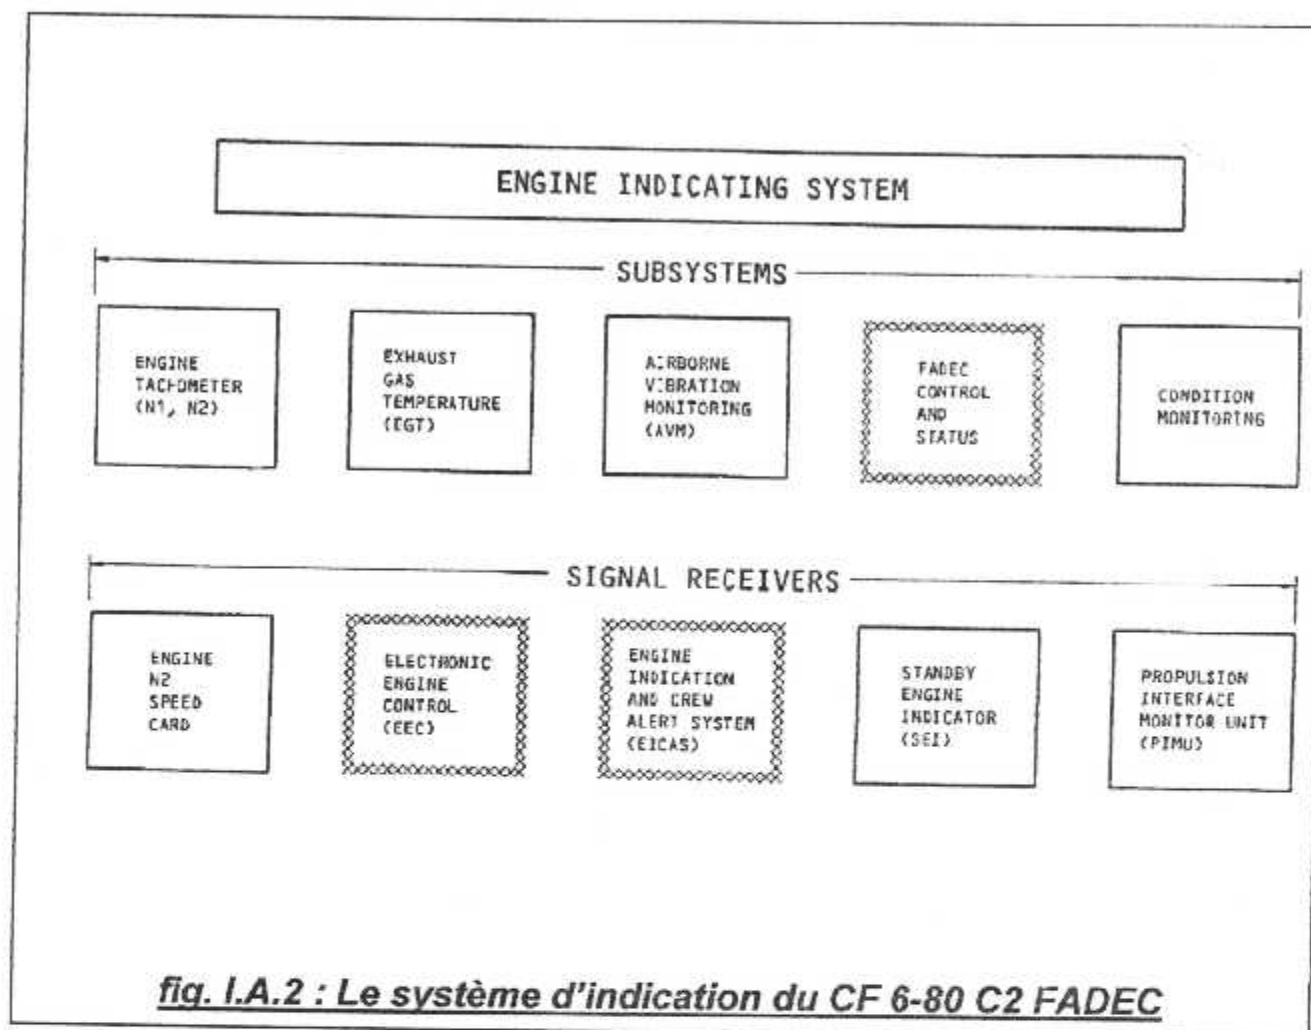 ENGINE INDICATING SYSTEM
SUBSYSTEMS
ENGINE
TACHOMETER
(N1, N2)
EXHAUST
GAS
TEMPERATURE
(EGT)
AIRBORNE
VIBRATION
MONITORING
(AVM)
FADEC
CONTROL
AND
STATUS
CONDITION
MONITORING
SIGNAL RECEIVERS
ENGINE
N2
SPEED
CARD
ELECTRONIC
ENGINE
CONTROL
(EEC)
ENGINE
INDICATION
AND CREW
ALERT SYSTEM
(EICAS)
STANDBY
ENGINE
INDICATOR
(SEI)
PROPULSION
INTERFACE
MONITOR UNIT
(PIMU)
fig. I.A.2 : Le système d'indication du CF 6-80 C2 FADEC